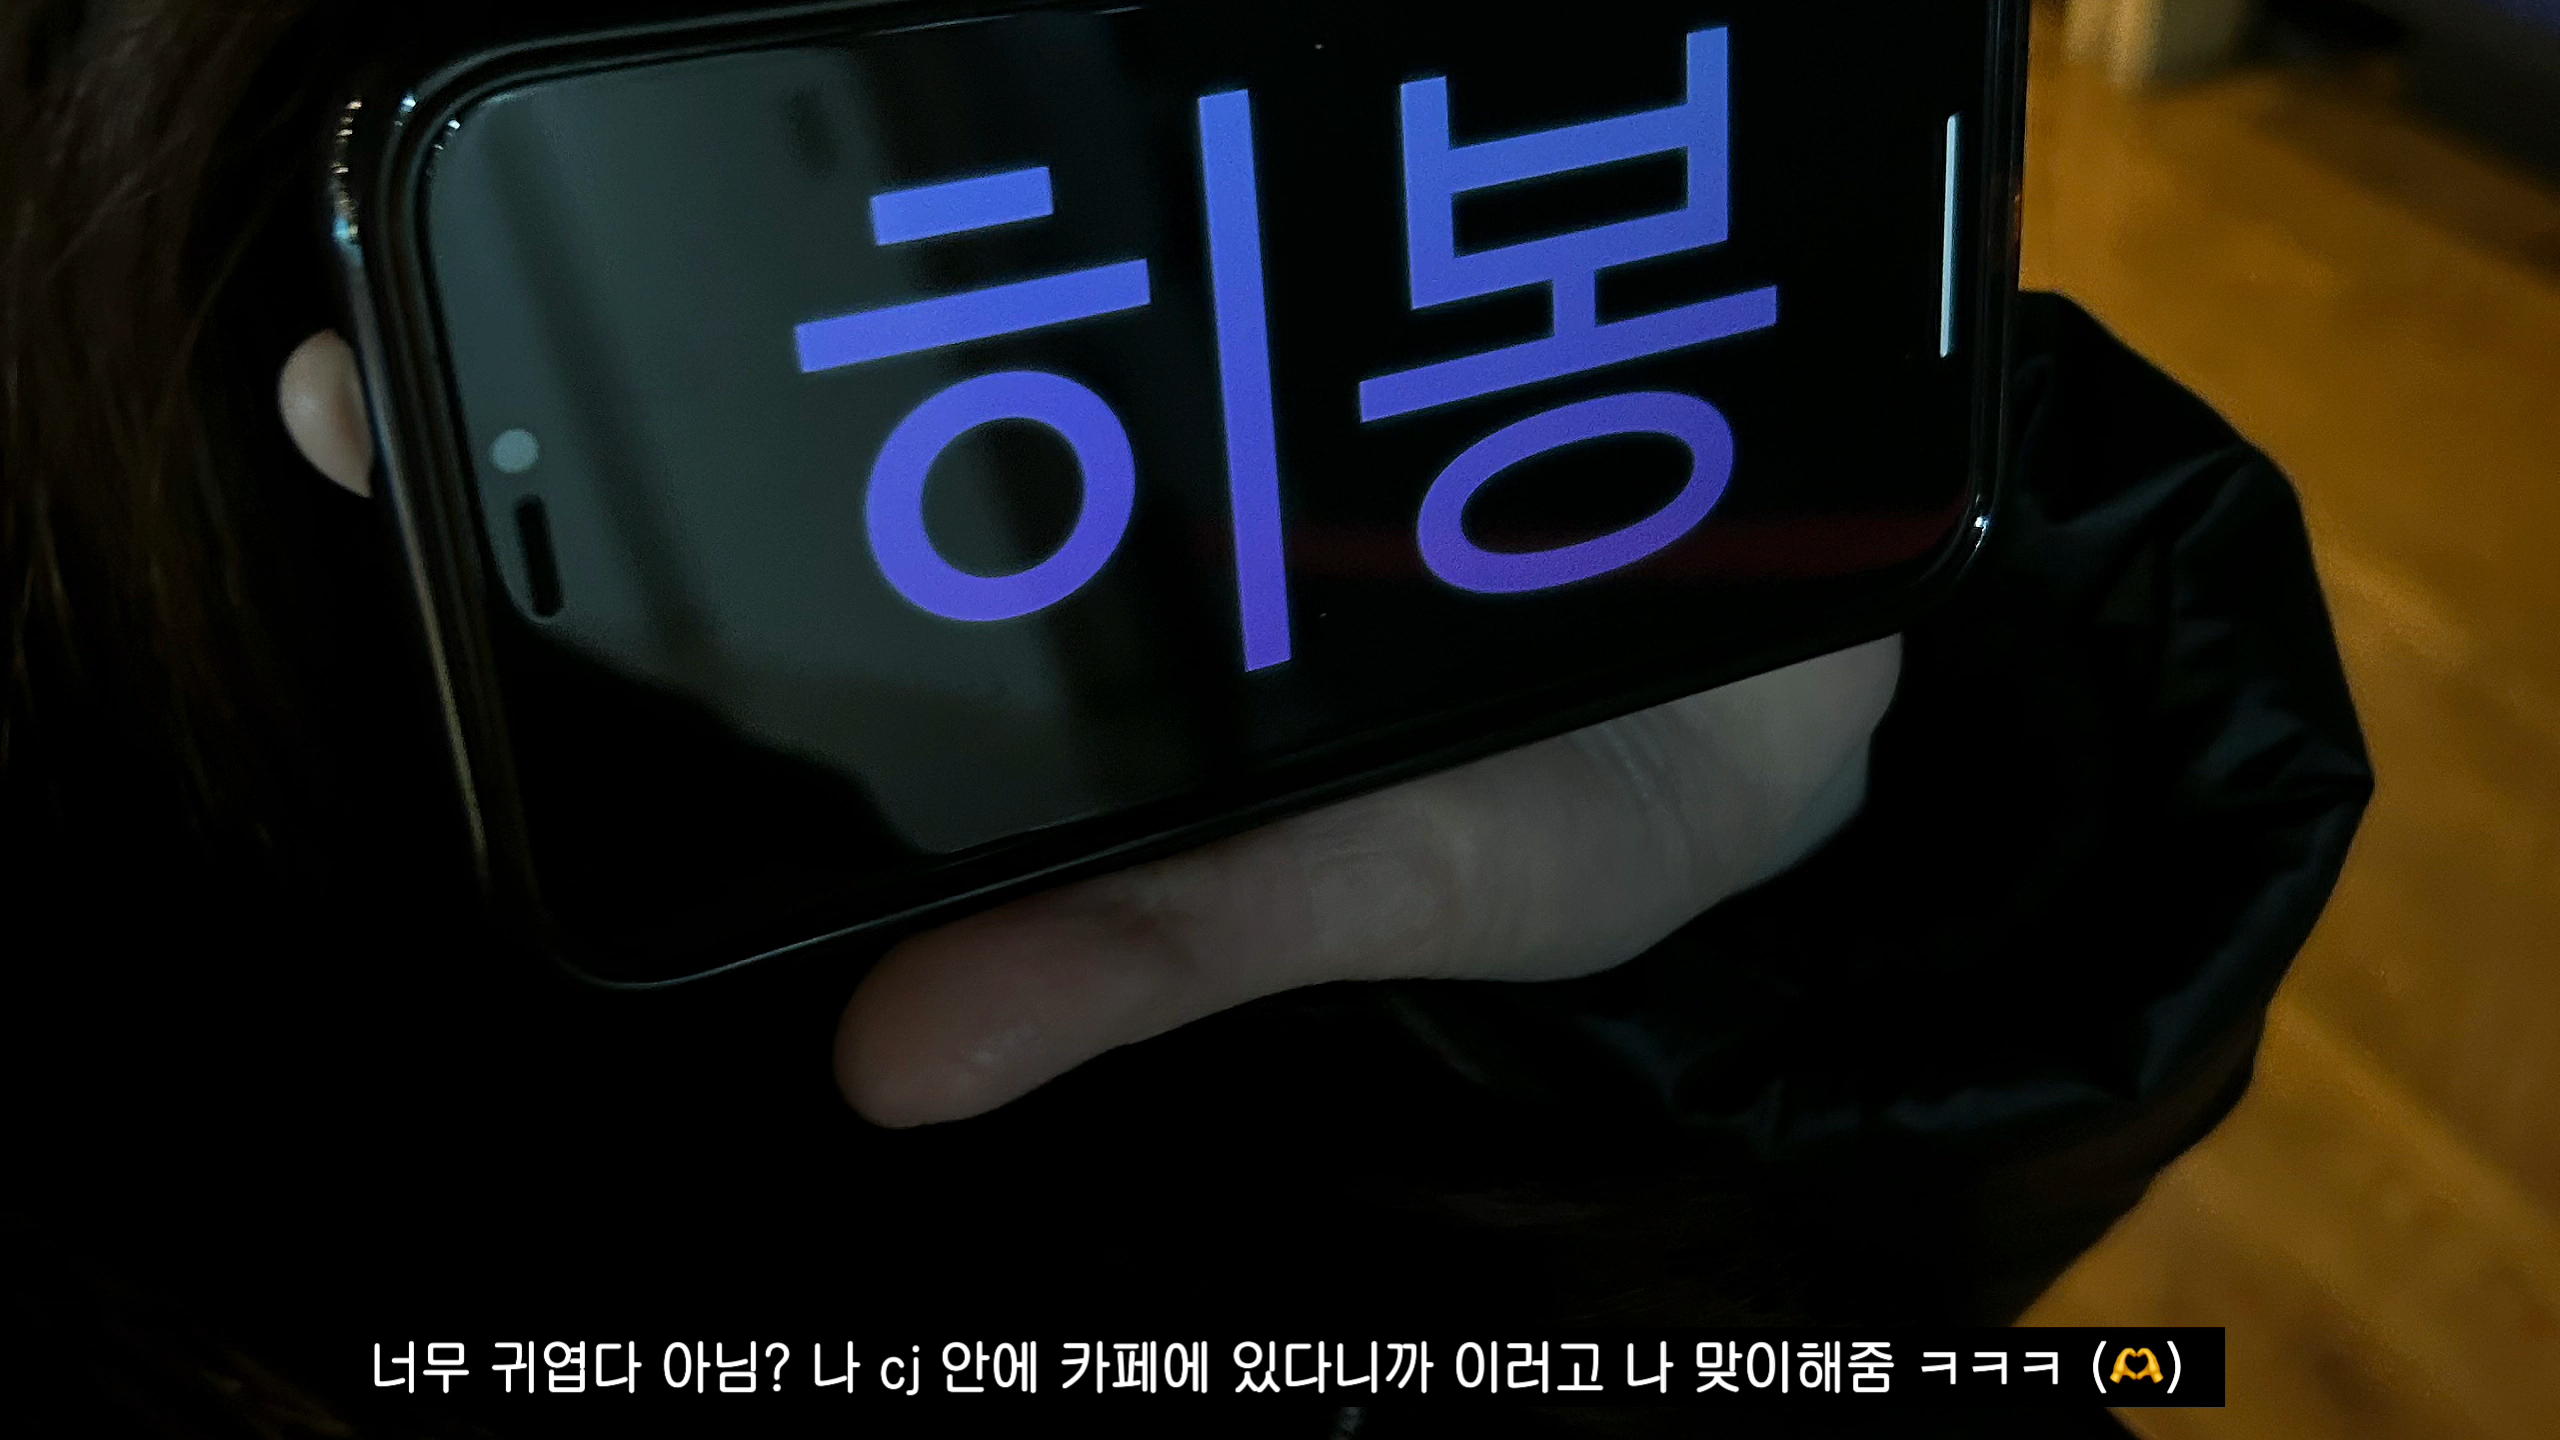 히봉
너무 귀엽다 아님? 나 cj 안에 카페에 있다니까 이러고 나 맞이해줌 ㅋㅋㅋ (🫶)